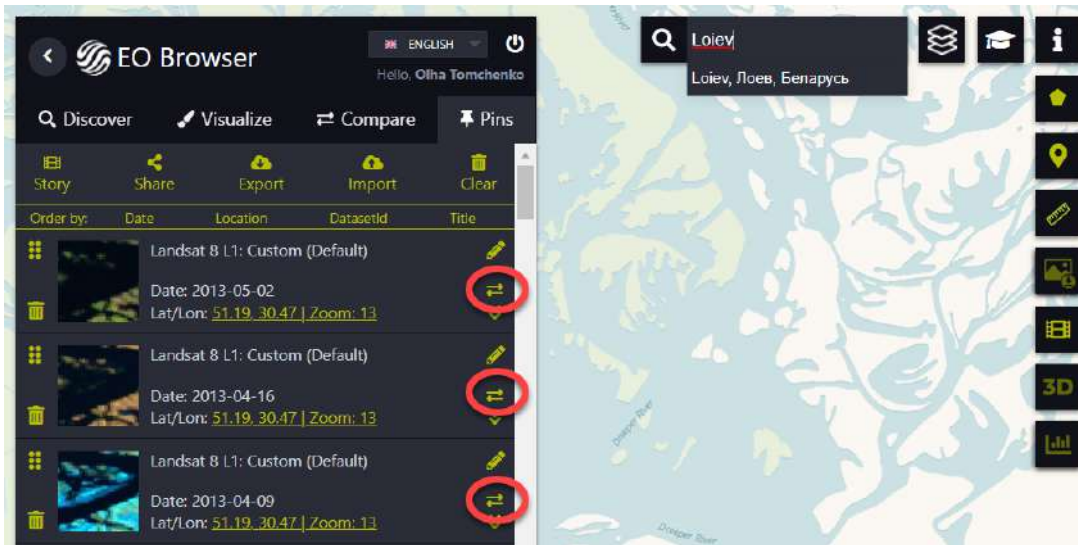 EO Browser
ENGLISH
Hello, Olha Tomchenko
Discover
Visualize
Compare
Pins
Story
Share
Export
Import
Clear
Order by:
Date
Location
DatasetId
Title
Landsat 8 L1: Custom (Default)
Date: 2013-05-02
Lat/Lon: 51.19, 30.47 | Zoom: 13
Landsat 8 L1: Custom (Default)
Date: 2013-04-16
Lat/Lon: 51.19, 30.47 | Zoom: 13
Landsat 8 L1: Custom (Default)
Date: 2013-04-09
Lat/Lon: 51.19, 30.47 | Zoom: 13
Loiev
Loiev, Лоев, Беларусь
3D
Dnieper River
Dnieper River